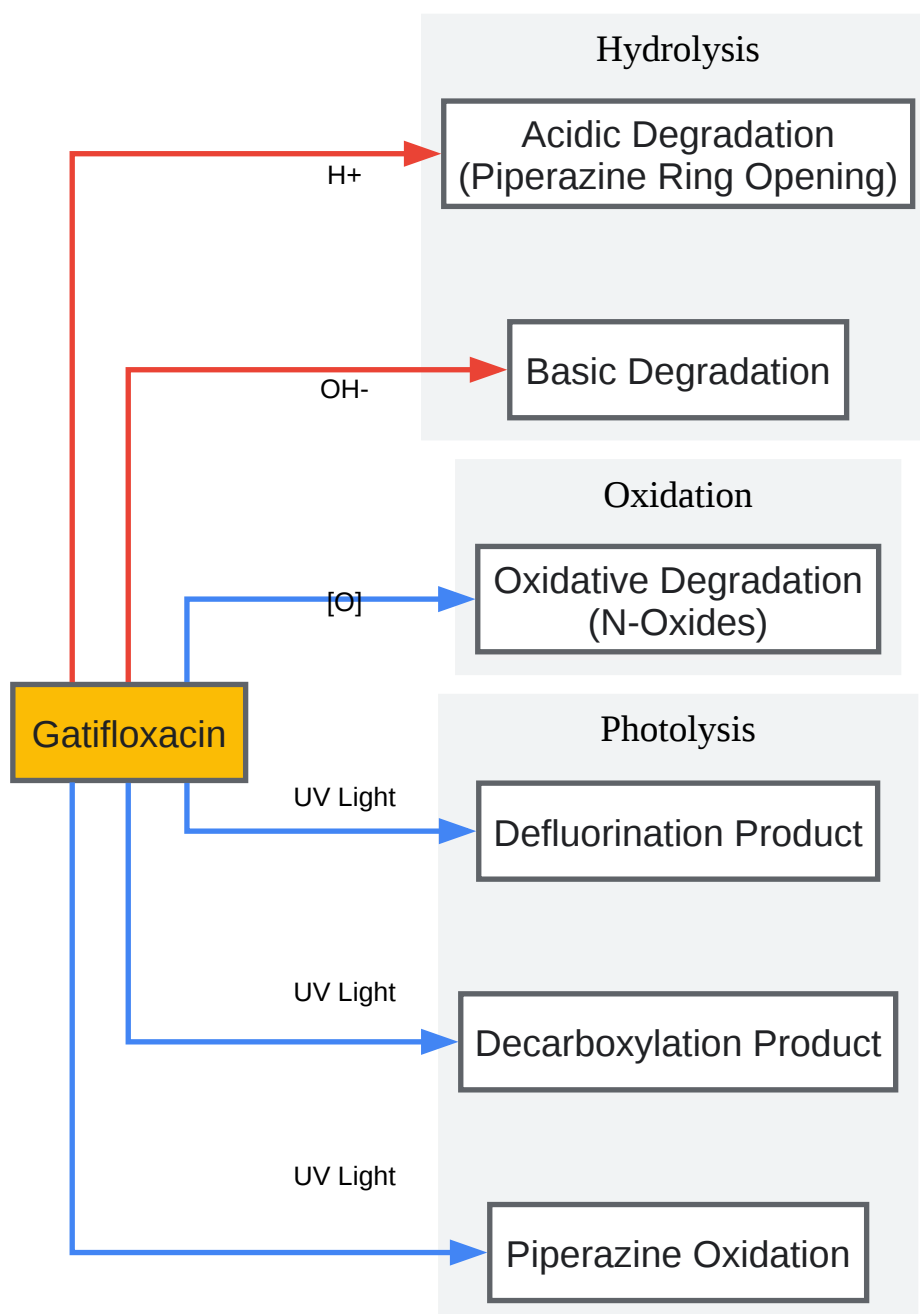 Hydrolysis
Acidic Degradation
(Piperazine Ring Opening)
H+
Basic Degradation
OH-
Oxidation
Oxidative Degradation
(N-Oxides)
[O]
Gatifloxacin
Photolysis
UV Light
Defluorination Product
UV Light
Decarboxylation Product
UV Light
Piperazine Oxidation